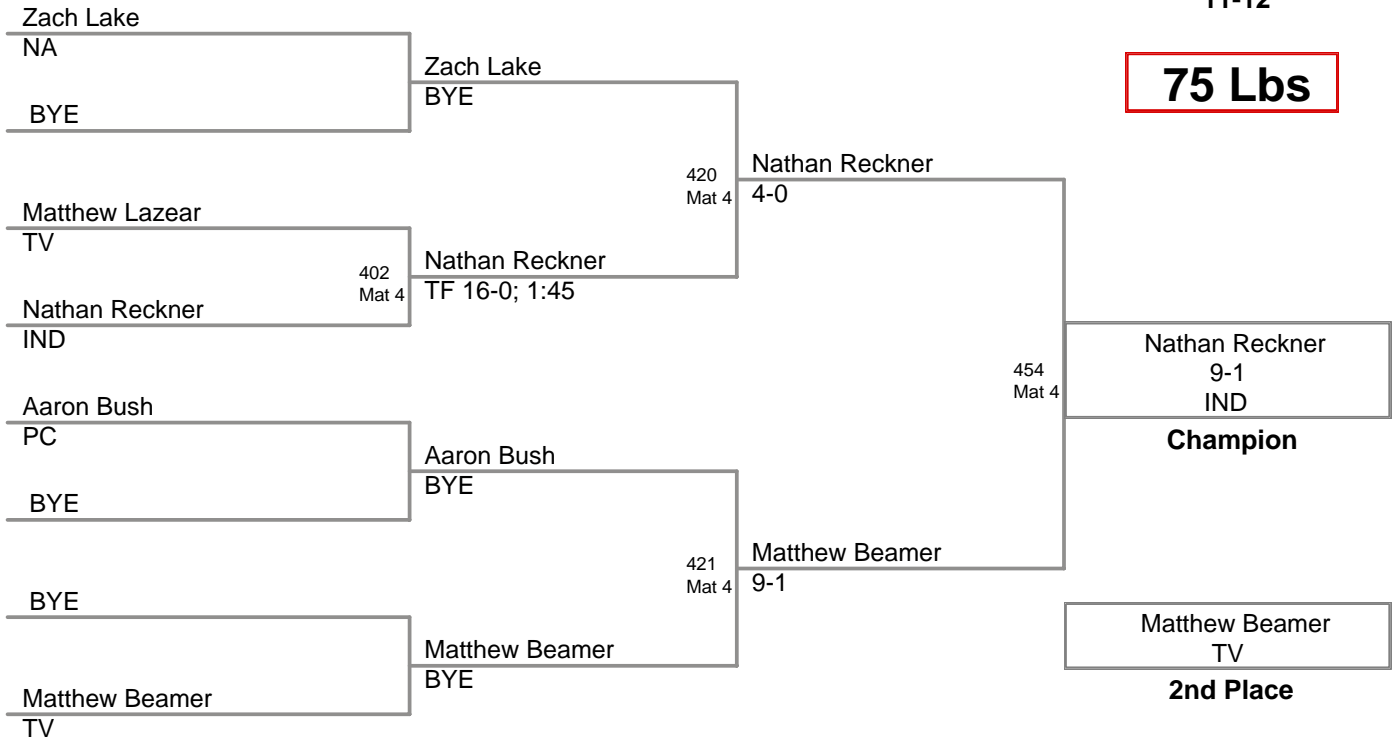 11-12
75 Lbs
Zach Lake
NA
BYE
Matthew Lazear
TV
Nathan Reckner
IND
Aaron Bush
PC
BYE
BYE
Matthew Beamer
TV
Zach Lake
BYE
402
Mat 4
Nathan Reckner
TF 16-0; 1:45
Aaron Bush
BYE
Matthew Beamer
BYE
420
Mat 4
Nathan Reckner
4-0
421
Mat 4
Matthew Beamer
9-1
454
Mat 4
Nathan Reckner
9-1
IND
Champion
Matthew Beamer
TV
2nd Place